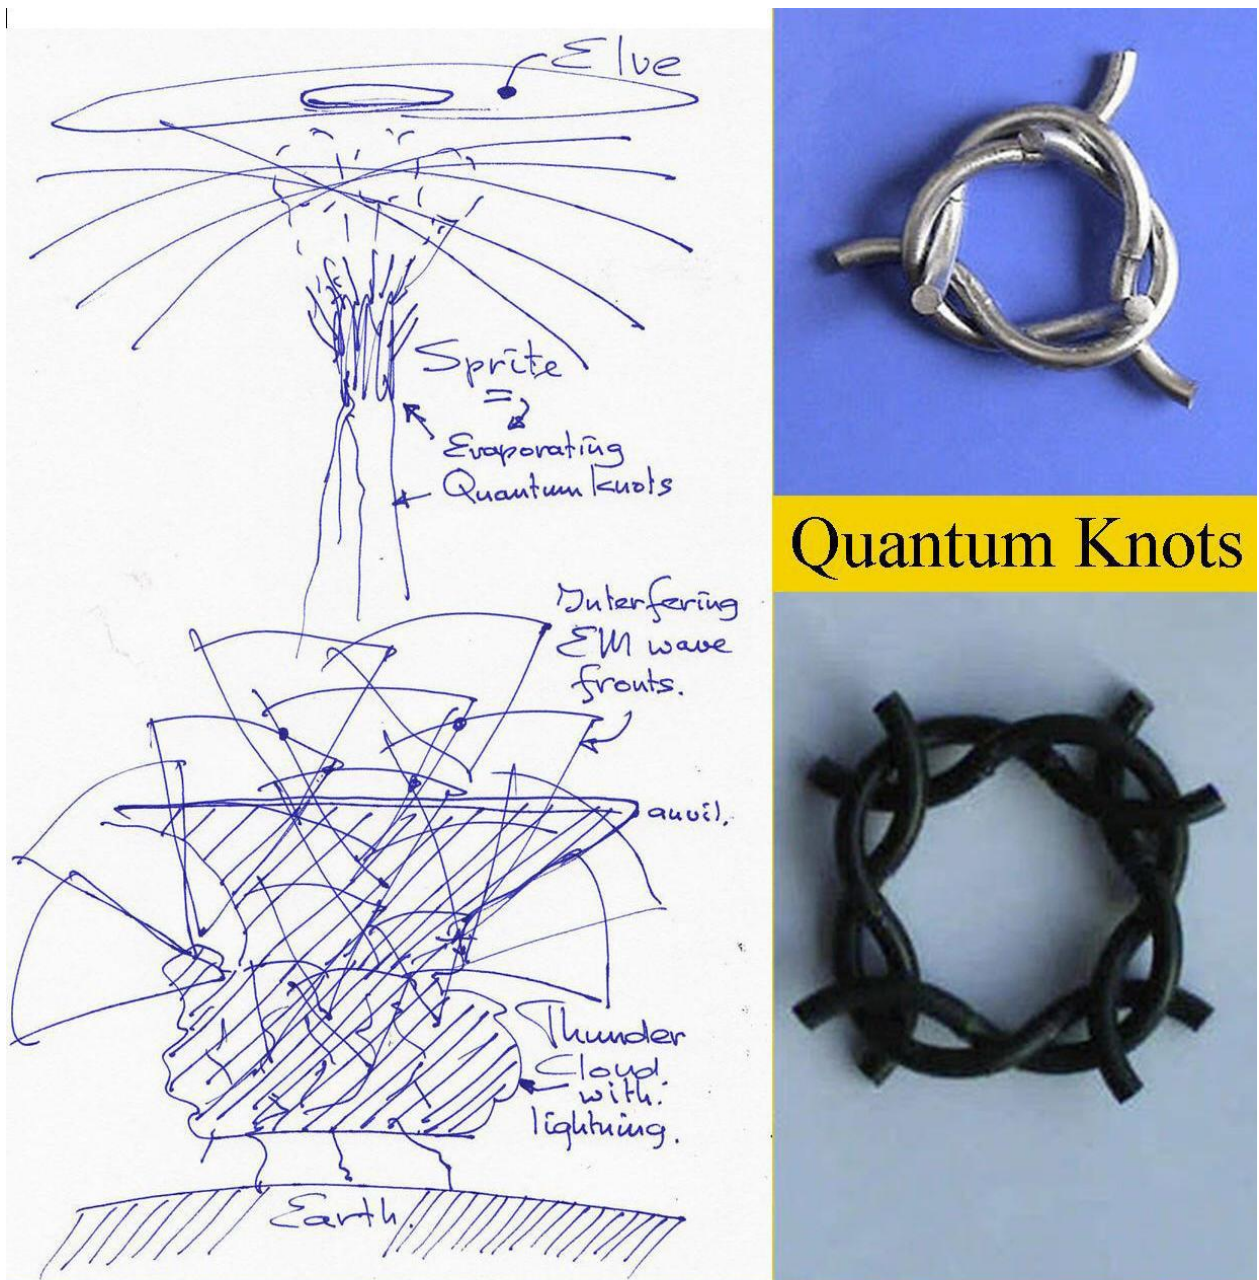 Elve
Sprite
=
Evaporating
Quantum Knots
Interfering
EM wave
fronts.
anvil.
Thunder
Cloud
with.
lightning.
Earth.
Quantum Knots